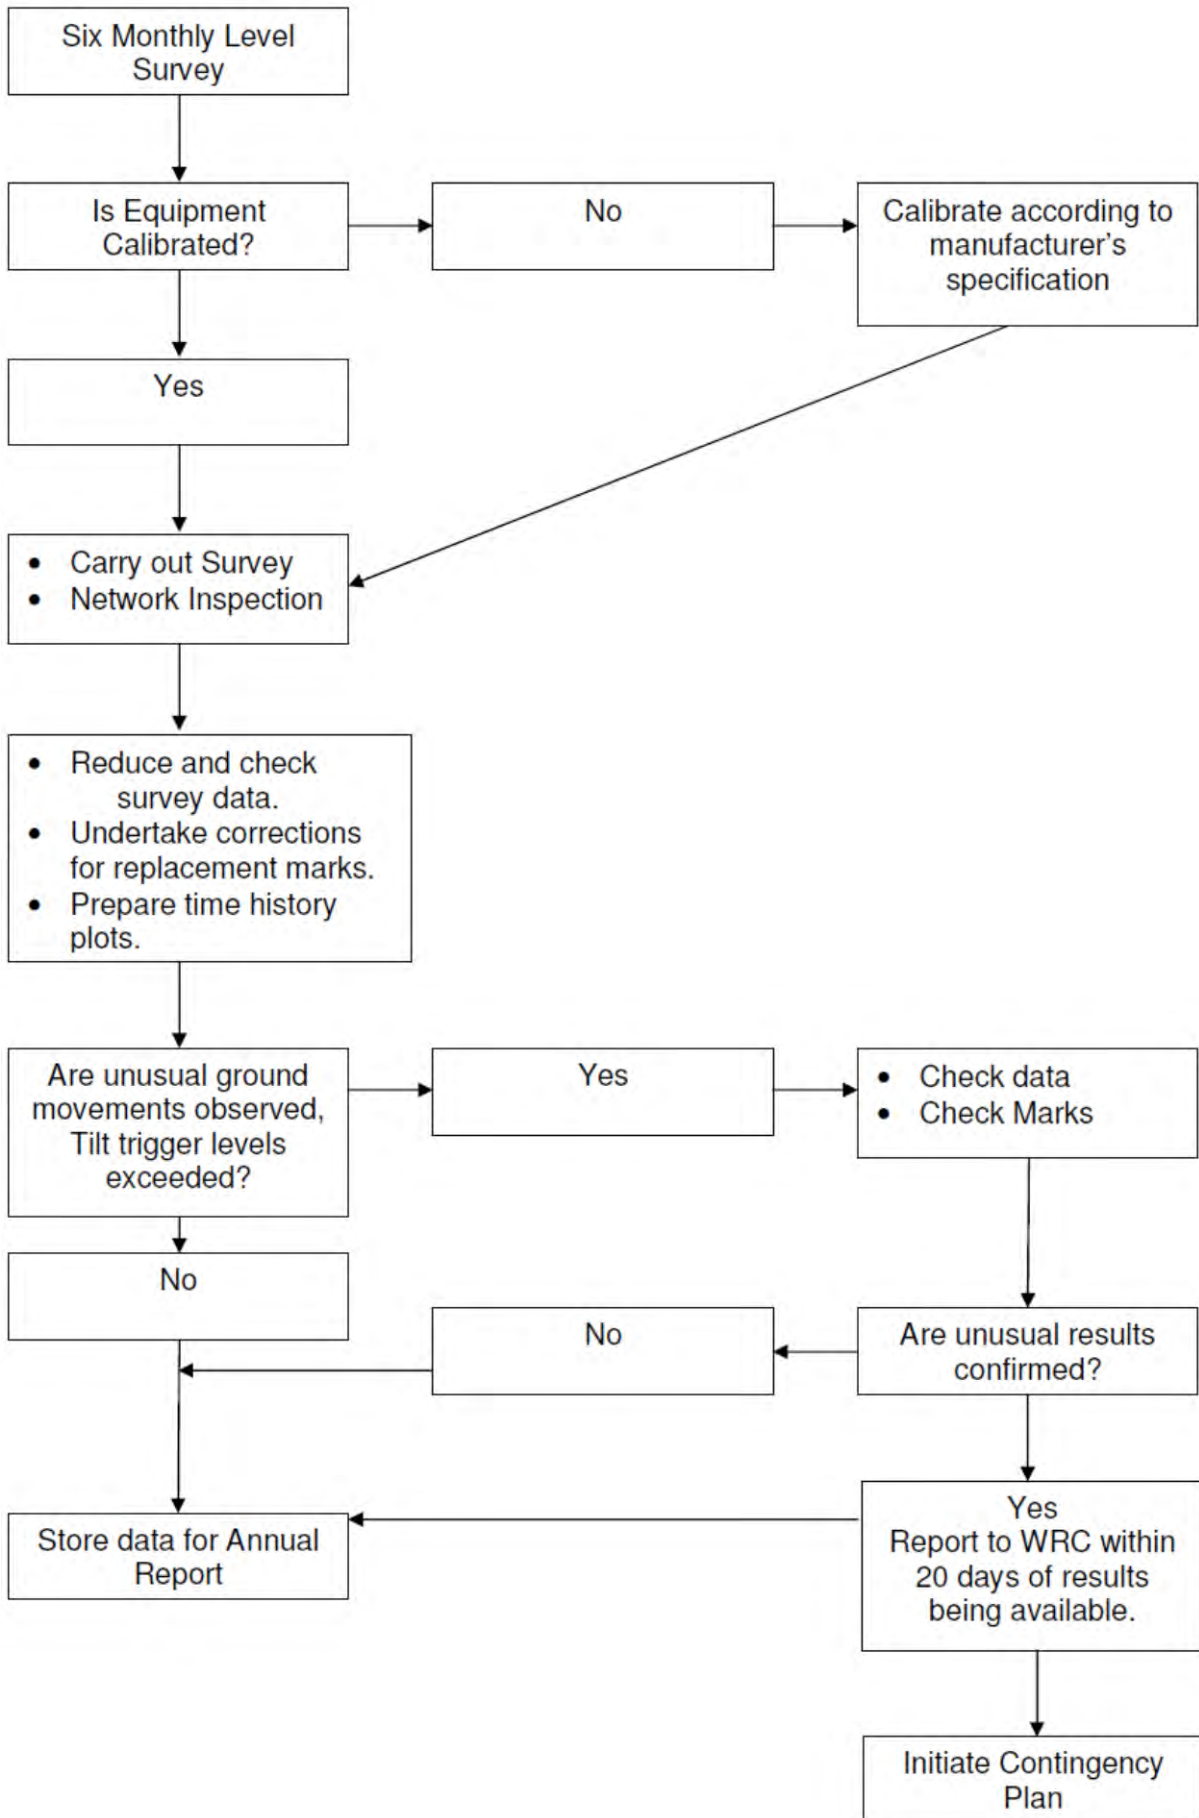 Six Monthly Level
Survey
Is Equipment
Calibrated?
No
Calibrate according to
manufacturer’s
specification
Yes
• Carry out Survey
• Network Inspection
• Reduce and check
survey data.
• Undertake corrections
for replacement marks.
• Prepare time history
plots.
Are unusual ground
movements observed,
Tilt trigger levels
exceeded?
Yes
• Check data
• Check Marks
No
No
Are unusual results
confirmed?
Store data for Annual
Report
Yes
Report to WRC within
20 days of results
being available.
Initiate Contingency
Plan